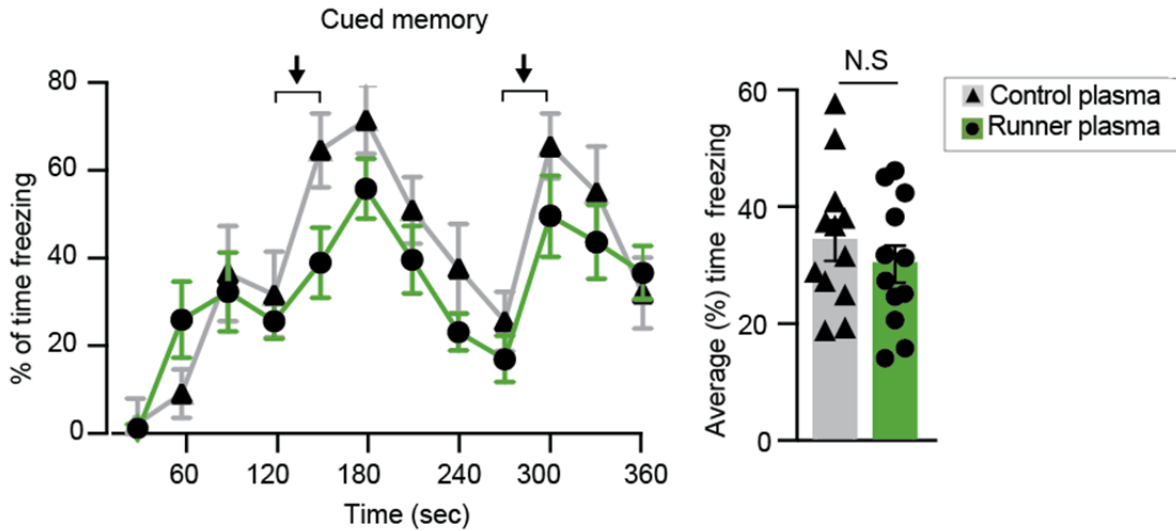 Cued memory
% of time freezing
80
60
40
20
0
60
120
180
240
300
360
Time (sec)
Average (%) time freezing
60
40
20
0
N.S
Control plasma
Runner plasma